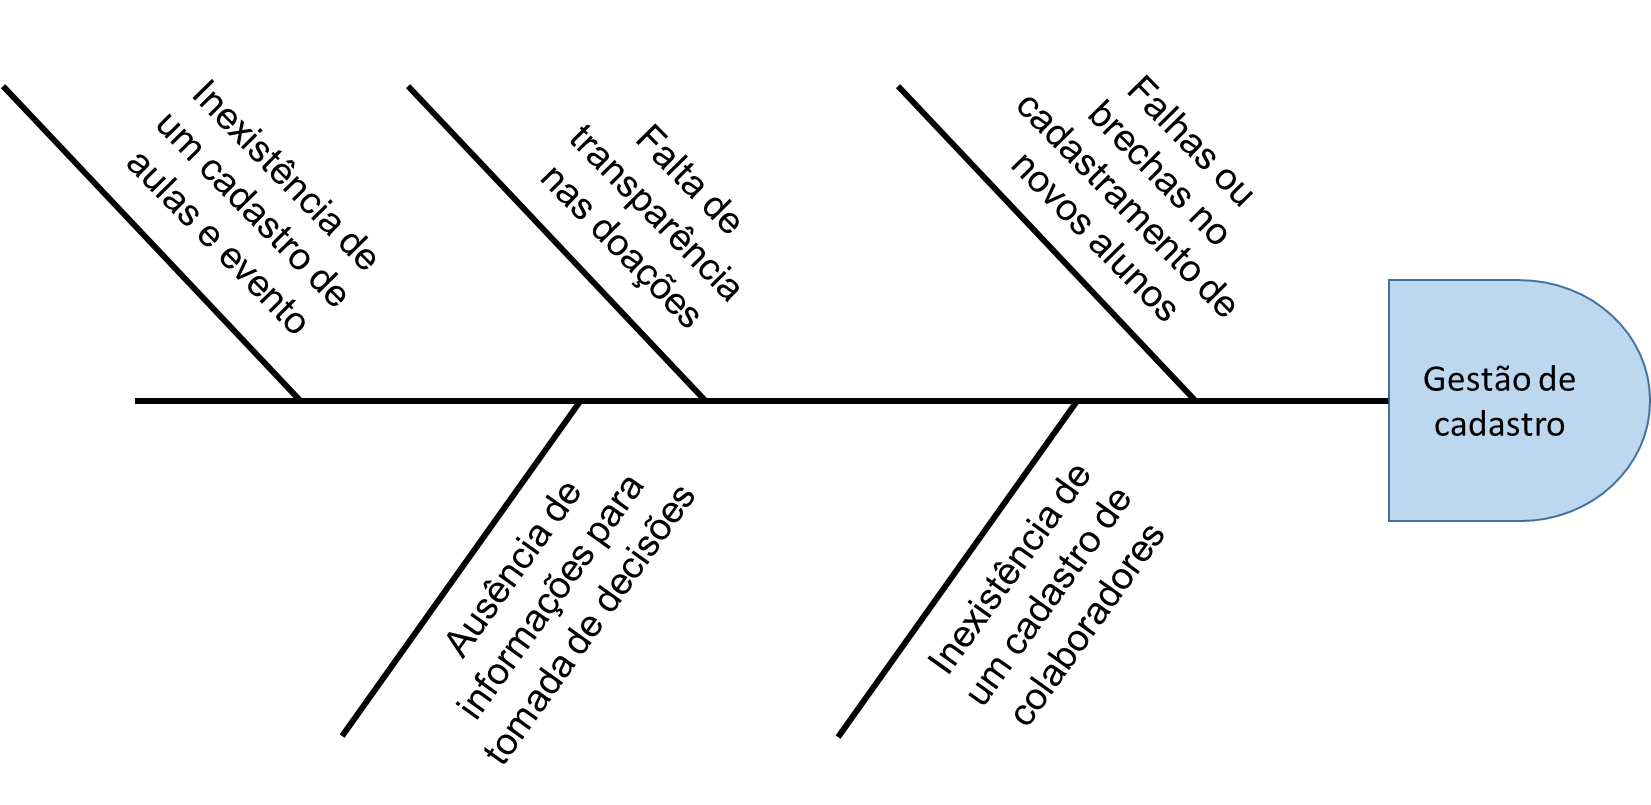 Inexistência de
um cadastro de
aulas e evento
Falta de
transparência
nas doações
Falhas ou
brechas no
cadastramento de
novos alunos
Gestão de
cadastro
Ausência de
informações para
tomada de decisões
Inexistência de
um cadastro de
colaboradores